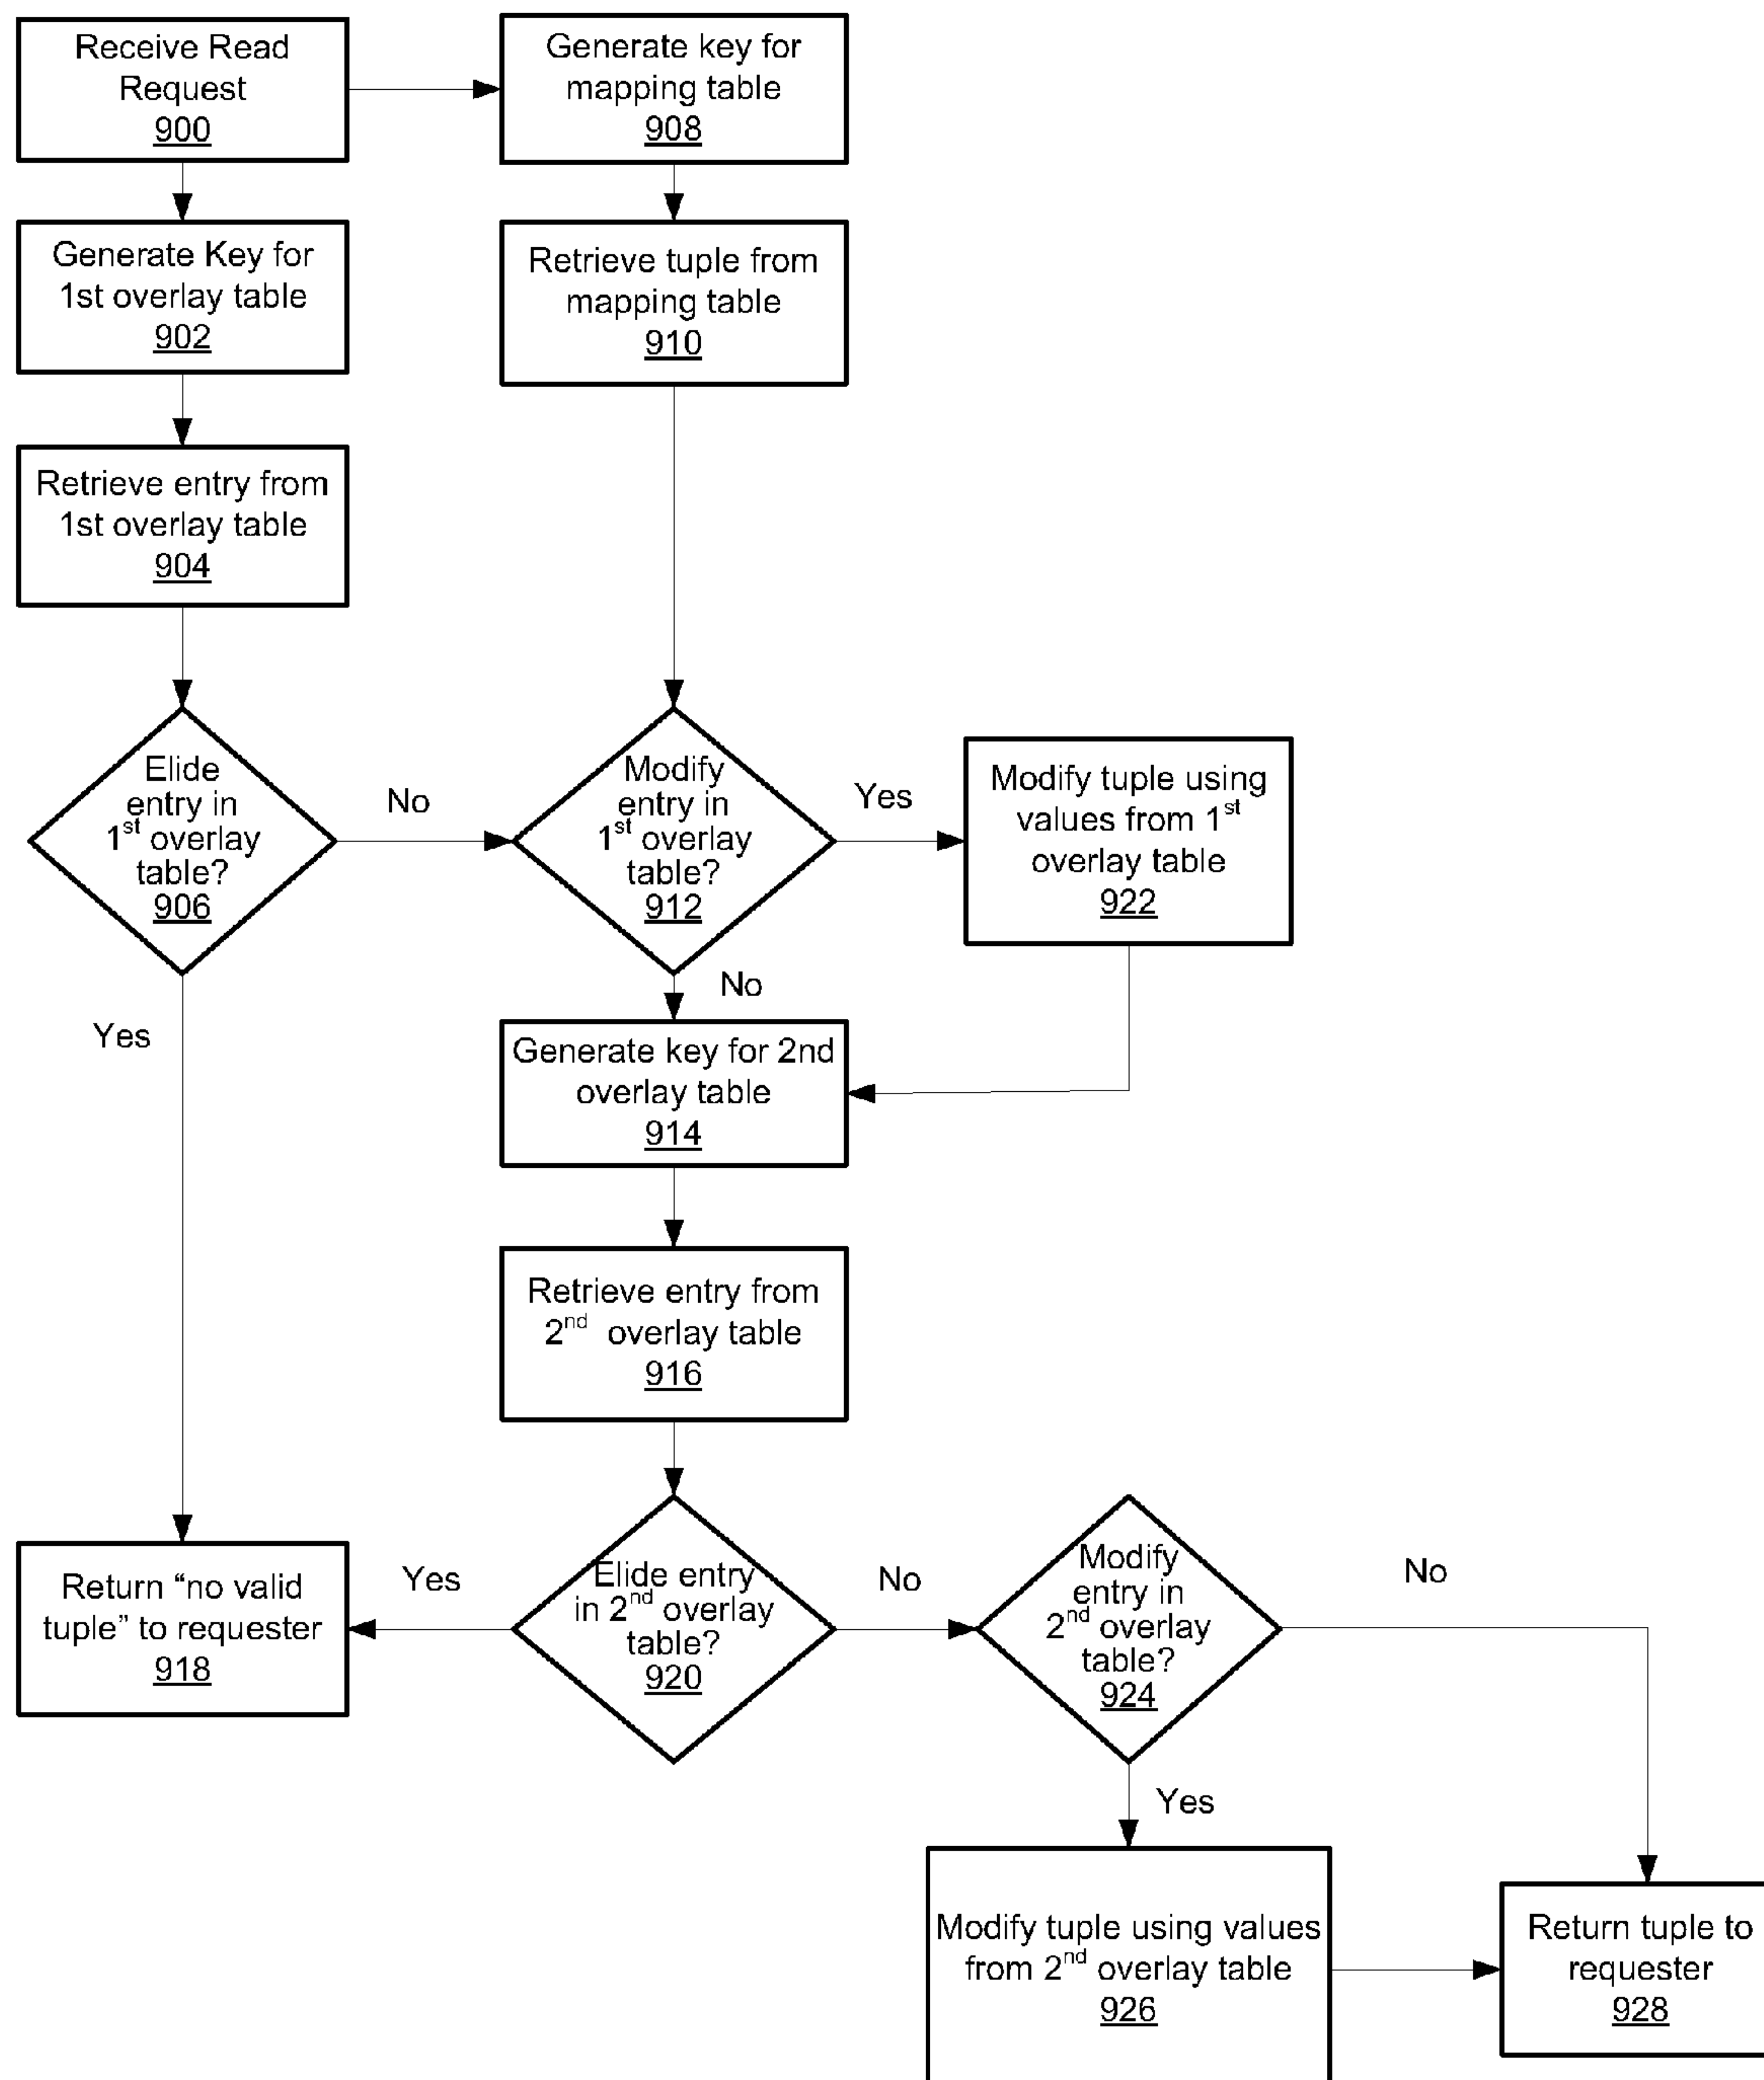 Receive Read
Request
900
Generate key for
mapping table
908
Generate Key for
1st overlay table
902
Retrieve tuple from
mapping table
910
Retrieve entry from
1st overlay table
904
Elide
entry in
1st overlay
table?
906
No
Modify
entry in
1st overlay
table?
912
Yes
Modify tuple using
values from 1st
overlay table
922
No
Yes
Generate key for 2nd
overlay table
914
Retrieve entry from
2nd overlay table
916
Return “no valid
tuple” to requester
918
Yes
Elide entry
in 2nd overlay
table?
920
No
Modify
entry in
2nd overlay
table?
924
No
Yes
Modify tuple using values
from 2nd overlay table
926
Return tuple to
requester
928